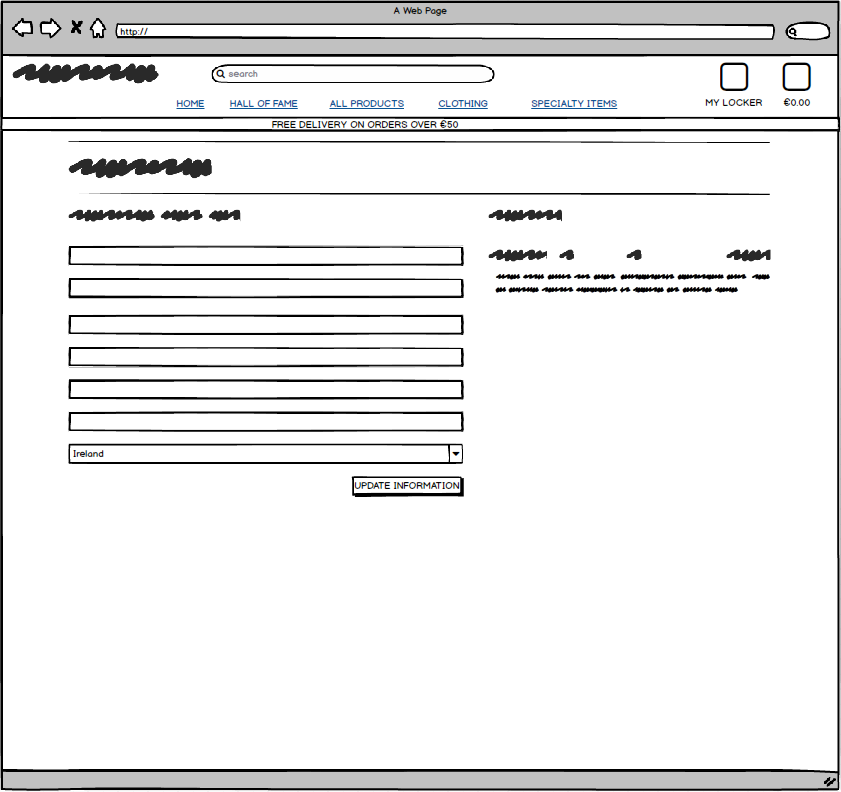 A Web Page
http://
search
HOME HALL OF FAME ALL PRODUCTS CLOTHING SPECIALTY ITEMS MY LOCKER €0.00
FREE DELIVERY ON ORDERS OVER €50
Ireland
UPDATE INFORMATION